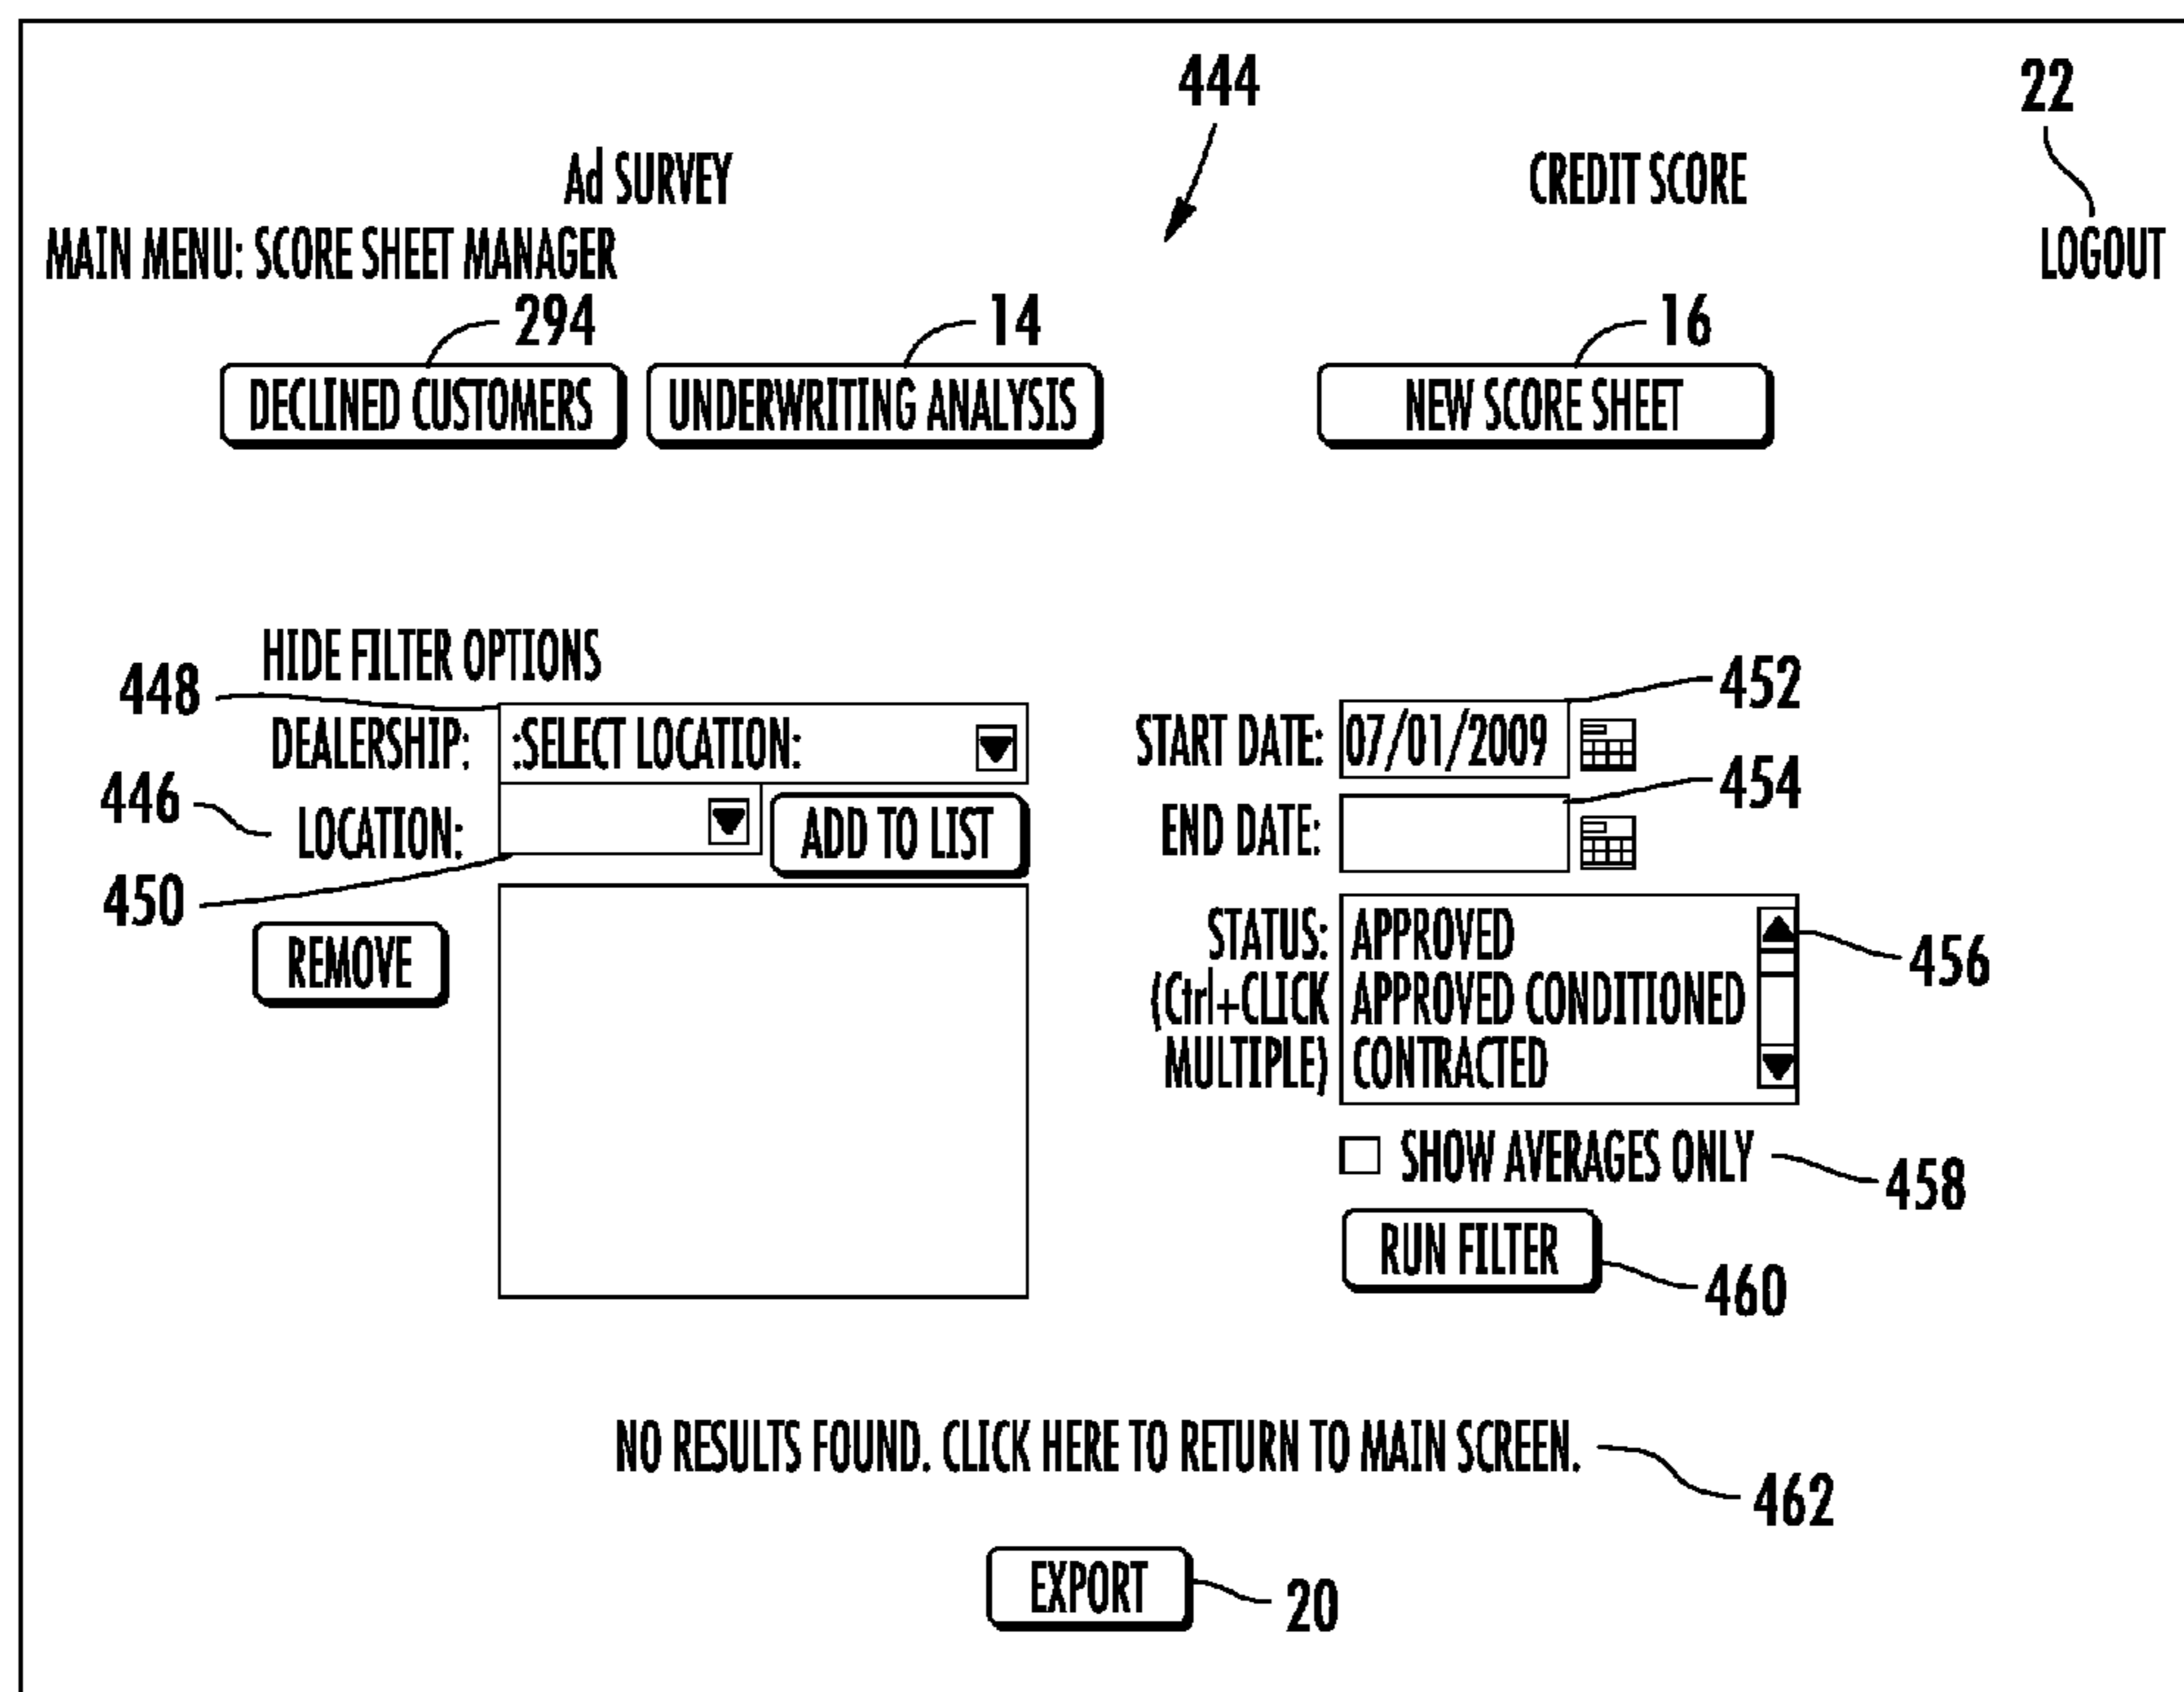 444
22
Ad SURVEY
CREDIT SCORE
MAIN MENU: SCORE SHEET MANAGER
LOGOUT
294
14
16
DECLINED CUSTOMERS
UNDERWRITING ANALYSIS
NEW SCORE SHEET
HIDE FILTER OPTIONS
448
DEALERSHIP: :SELECT LOCATION:
446
LOCATION:
ADD TO LIST
450
REMOVE
452
START DATE: 07/01/2009
454
END DATE:
STATUS: APPROVED
(Ctrl+CLICK APPROVED CONDITIONED
MULTIPLE) CONTRACTED
456
SHOW AVERAGES ONLY
458
RUN FILTER
460
NO RESULTS FOUND. CLICK HERE TO RETURN TO MAIN SCREEN.
462
EXPORT
20